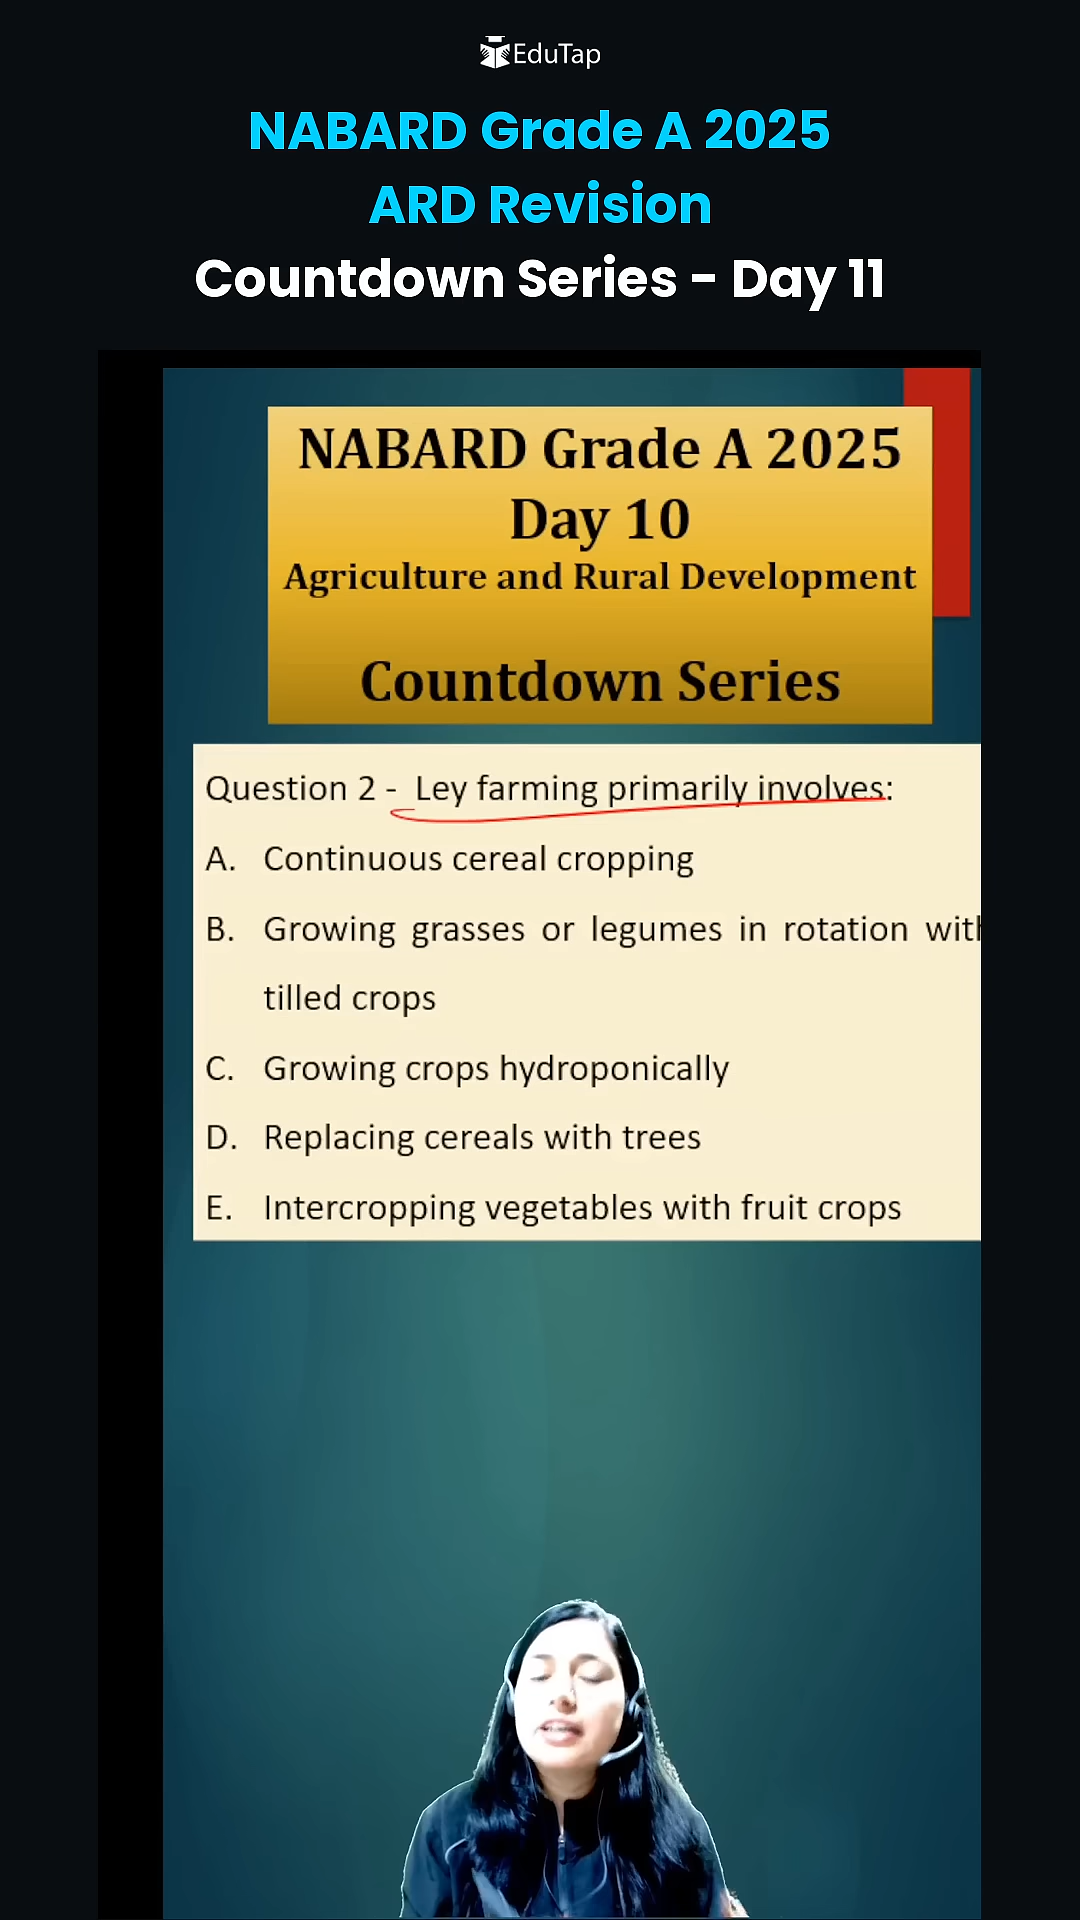 EduTap
NABARD Grade A 2025
ARD Revision
Countdown Series - Day 11
NABARD Grade A 2025
Day 10
Agriculture and Rural Development
Countdown Series
Question 2 - Ley farming primarily involves:
A. Continuous cereal cropping
B. Growing grasses or legumes in rotation with
tilled crops
C. Growing crops hydroponically
D. Replacing cereals with trees
E. Intercropping vegetables with fruit crops